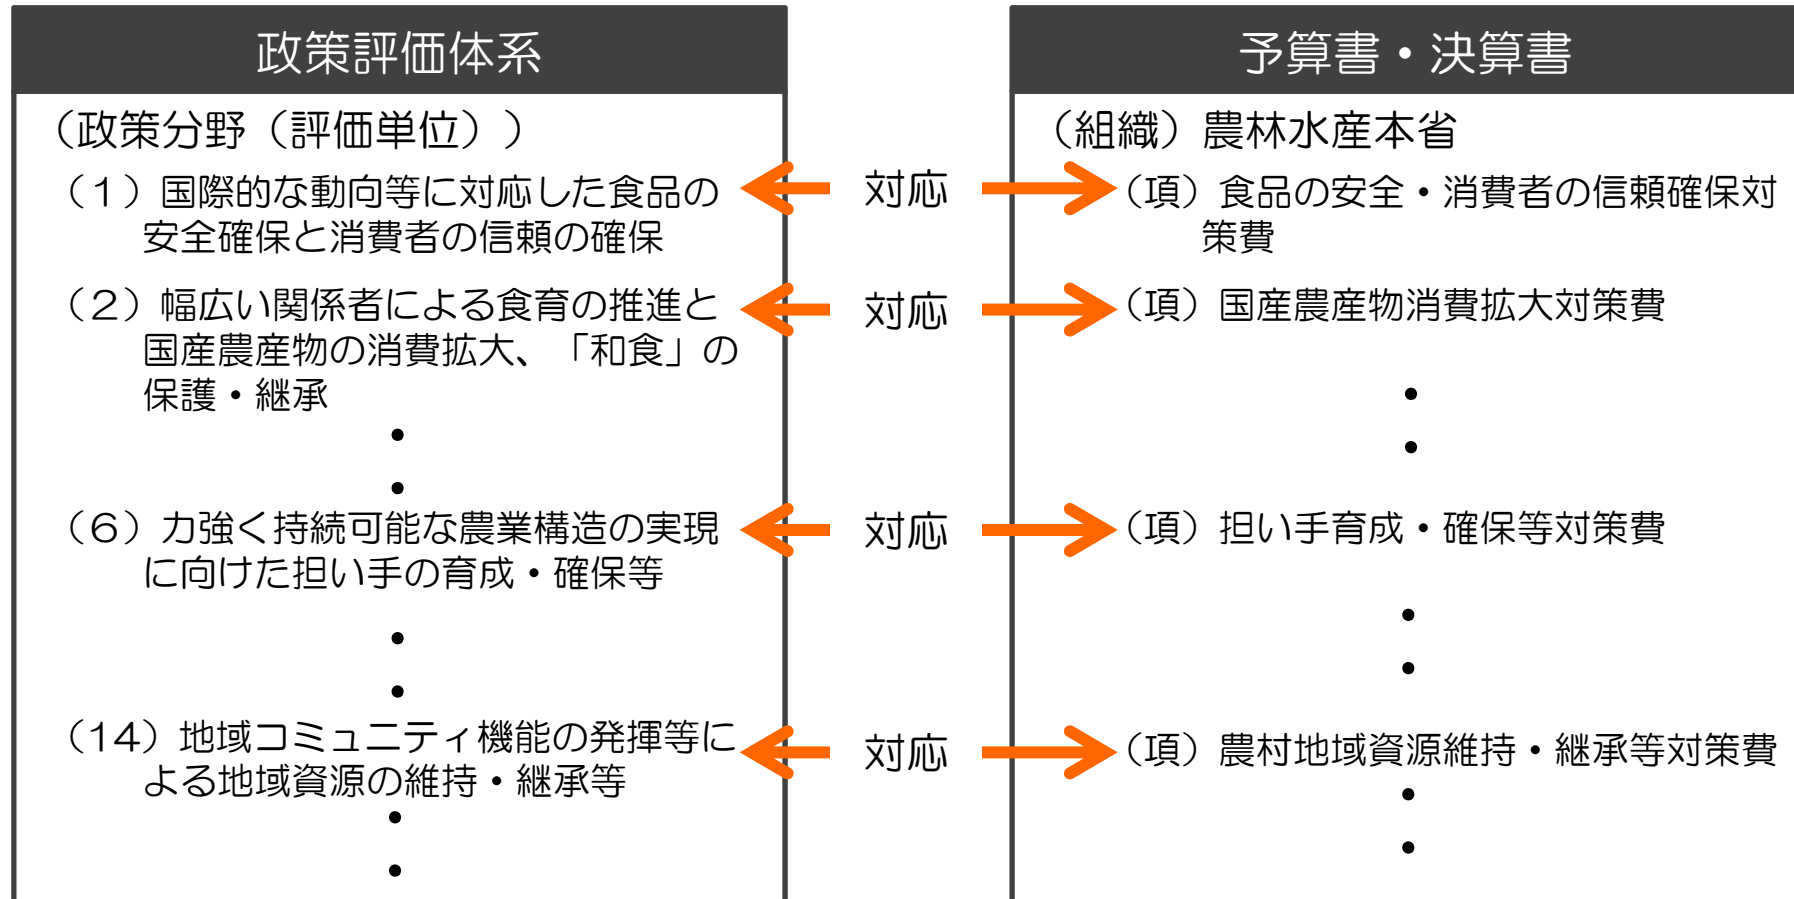 政策評価体系
（政策分野（評価単位））
（1）国際的な動向等に対応した食品の
安全確保と消費者の信頼の確保
（2）幅広い関係者による食育の推進と
国産農産物の消費拡大、「和食」の
保護・継承
・
・
（6）力強く持続可能な農業構造の実現
に向けた担い手の育成・確保等
・
・
（14）地域コミュニティ機能の発揮等に
よる地域資源の維持・継承等
・
・
対応
対応
対応
対応
予算書・決算書
（組織）農林水産本省
（項）食品の安全・消費者の信頼確保対
策費
（項）国産農産物消費拡大対策費
・
・
（項）担い手育成・確保等対策費
・
・
（項）農村地域資源維持・継承等対策費
・
・